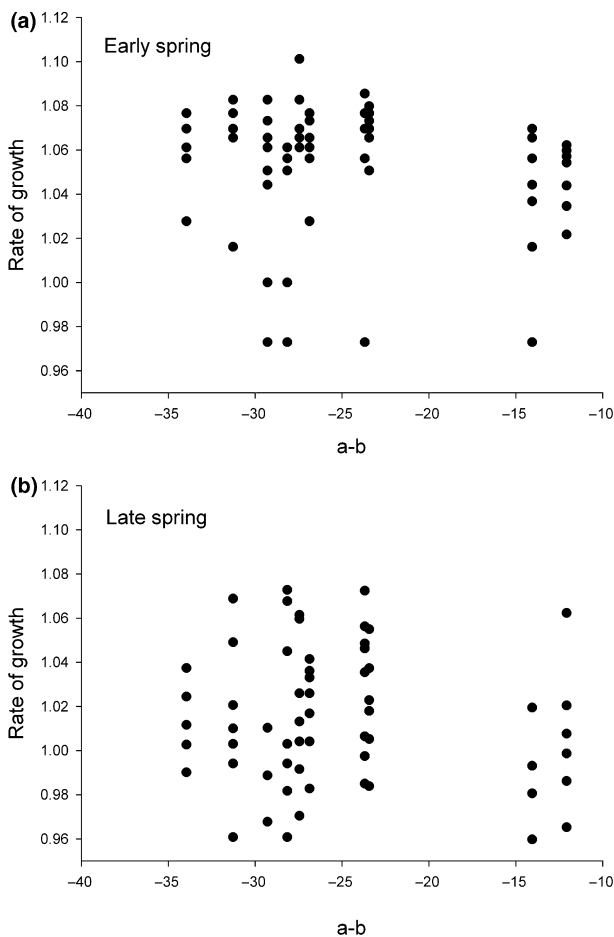 (a)
1.12
Early spring
1.10
1.08
1.06
1.04
1.02
1.00
0.98
0.96
Rate of growth
–40 –35 –30 –25 –20 –15 –10
a-b
(b) 1.12
Late spring
1.10
1.08
1.06
1.04
1.02
1.00
0.98
0.96
Rate of growth
–40 –35 –30 –25 –20 –15 –10
a-b